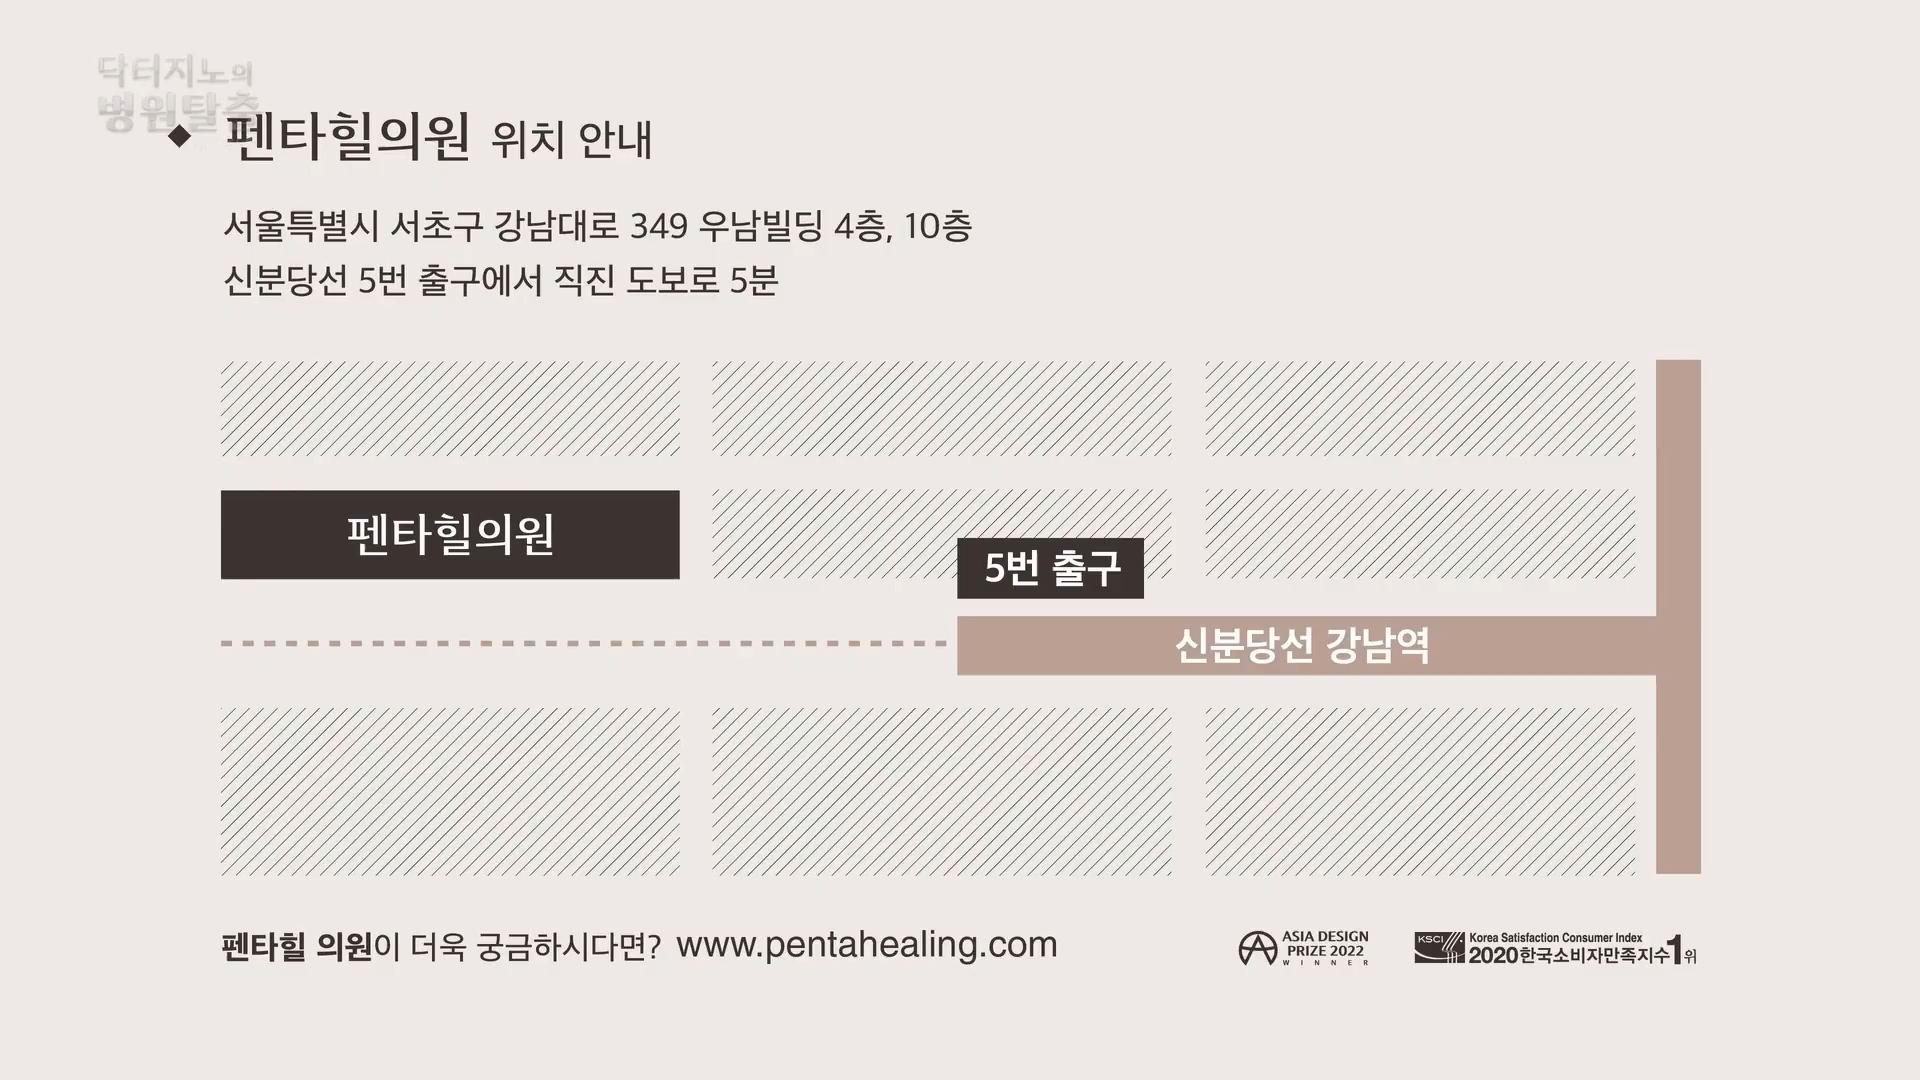 닥터지노의
병원탈출
펜타힐의원 위치 안내
서울특별시 서초구 강남대로 349 우남빌딩 4층, 10층
신분당선 5번 출구에서 직진 도보로 5분
펜타힐의원
5번 출구
신분당선 강남역
펜타힐 의원이 더욱 궁금하시다면? www.pentahealing.com
ASIA DESIGN
PRIZE 2022
WINNER
KSCI
Korea Satisfaction Consumer Index
2020한국소비자만족지수1위